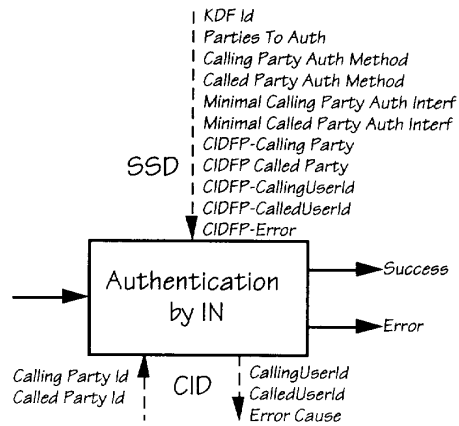 KDF Id
Parties To Auth
Calling Party Auth Method
Called Party Auth Method
Minimal Calling Party Auth Interf
Minimal Called Party Auth Interf
CIDFP-Calling Party
CIDFP Called Party
CIDFP-CallingUserId
CIDFP-CalledUserId
CIDFP-Error
SSD
Authentication
by IN
Success
Error
Calling Party Id
Called Party Id
CID
CallingUserId
CalledUserId
Error Cause